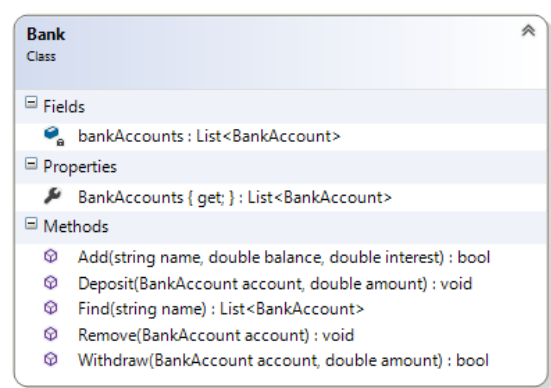 Bank
Class
Fields
bankAccounts : List<BankAccount>
Properties
BankAccounts { get; } : List<BankAccount>
Methods
Add(string name, double balance, double interest) : bool
Deposit(BankAccount account, double amount) : void
Find(string name) : List<BankAccount>
Remove(BankAccount account) : void
Withdraw(BankAccount account, double amount) : bool